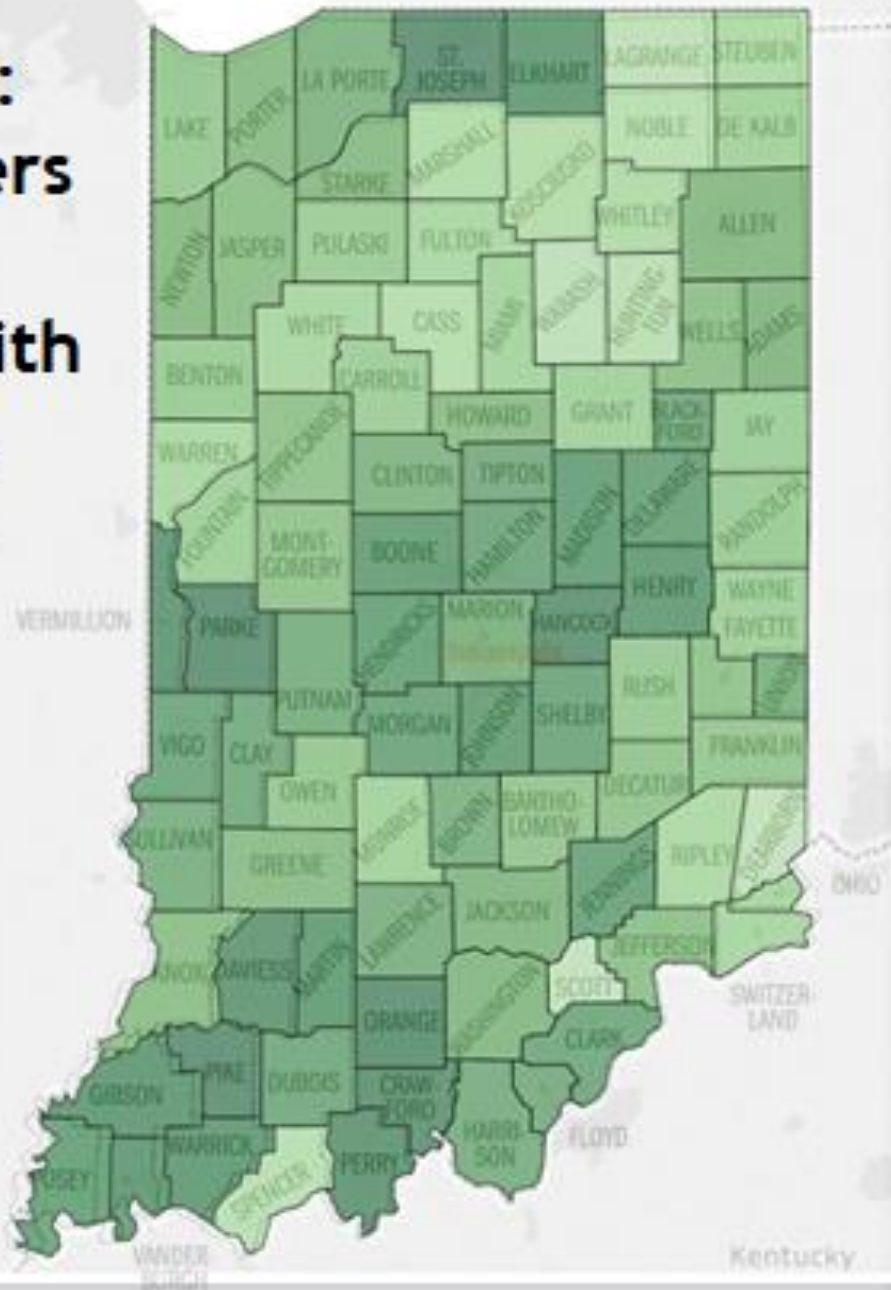 :
ers
ith
ST.
JOSEPH
ELKHART
LAGRANGE
STEUBEN
LA PORTE
LAKE
PORTER
NOBLE
DE KALB
MARSHALL
KOSCIUSKO
STARKE
WHITLEY
ALLEN
NEWTON
JASPER
PULASKI
FULTON
WHITE
CASS
MIAMI
WABASH
HUNTING-
TON
WELLS
ADAMS
BENTON
CARROLL
HOWARD
GRANT
BLACK-
FORD
JAY
WARREN
TIPPECANOE
CLINTON
TIPTON
FOUNTAIN
MONT-
GOMERY
BOONE
HAMILTON
MADISON
DELAWARE
RANDOLPH
VERMILLION
PARKE
HENDRICKS
MARION
HANCOCK
HENRY
WAYNE
FAYETTE
PUTNAM
RUSH
UNION
VIGO
CLAY
MORGAN
JOHNSON
SHELBY
FRANKLIN
OWEN
MONROE
BROWN
BARTHO-
LOMEW
DECATUR
SULLIVAN
GREENE
JENNINGS
RIPLEY
DEARBORN
OHIO
KNOX
DAVIESS
MARTIN
LAWRENCE
JACKSON
JEFFERSON
SWITZER-
LAND
ORANGE
WASHINGTON
SCOTT
CLARK
GIBSON
PIKE
DUBOIS
CRAW-
FORD
HARRI-
SON
FLOYD
OSEY
WARRICK
SPENCER
PERRY
VANDER-
BURGH
Kentucky